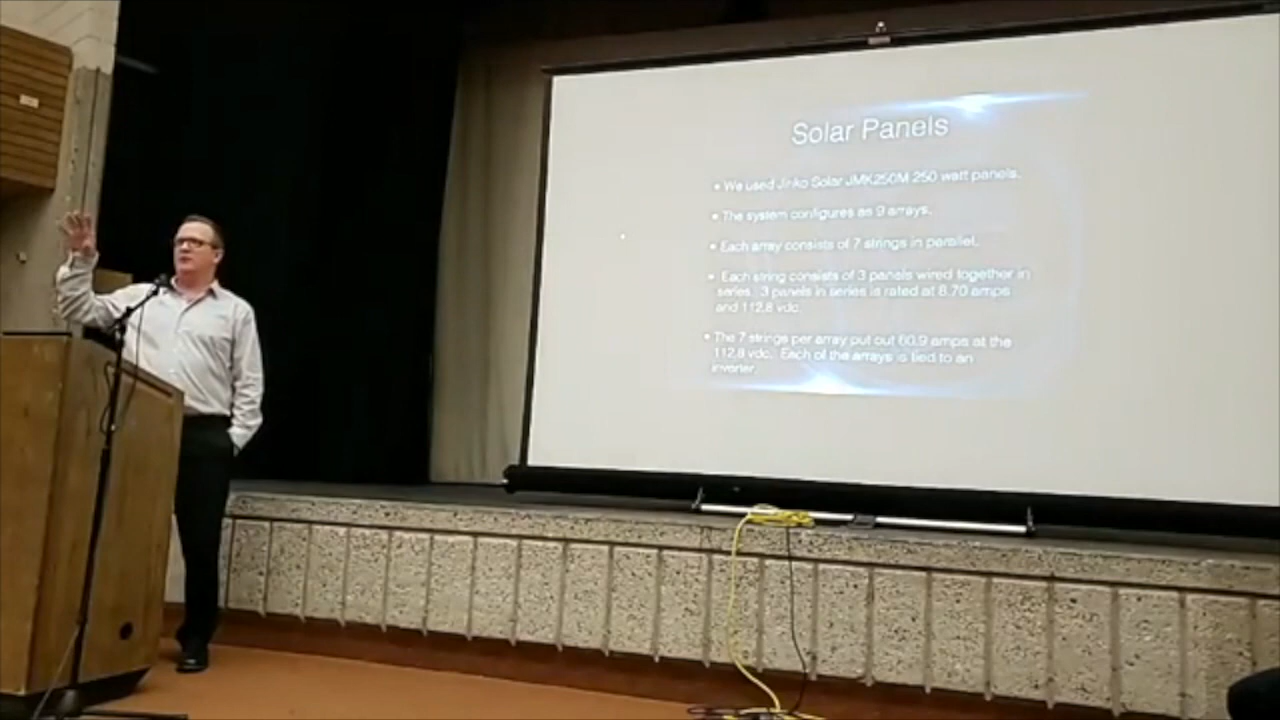 Solar Panels
• We used Jinko Solar JMK250M 250 watt panels.
• The system configures as 9 arrays.
• Each array consists of 7 strings in parallel.
• Each string consists of 3 panels wired together in
series. 3 panels in series is rated at 8.70 amps
and 112.8 vdc.
• The 7 strings per array put out 60.9 amps at the
112.8 vdc. Each of the arrays is tied to an
inverter.